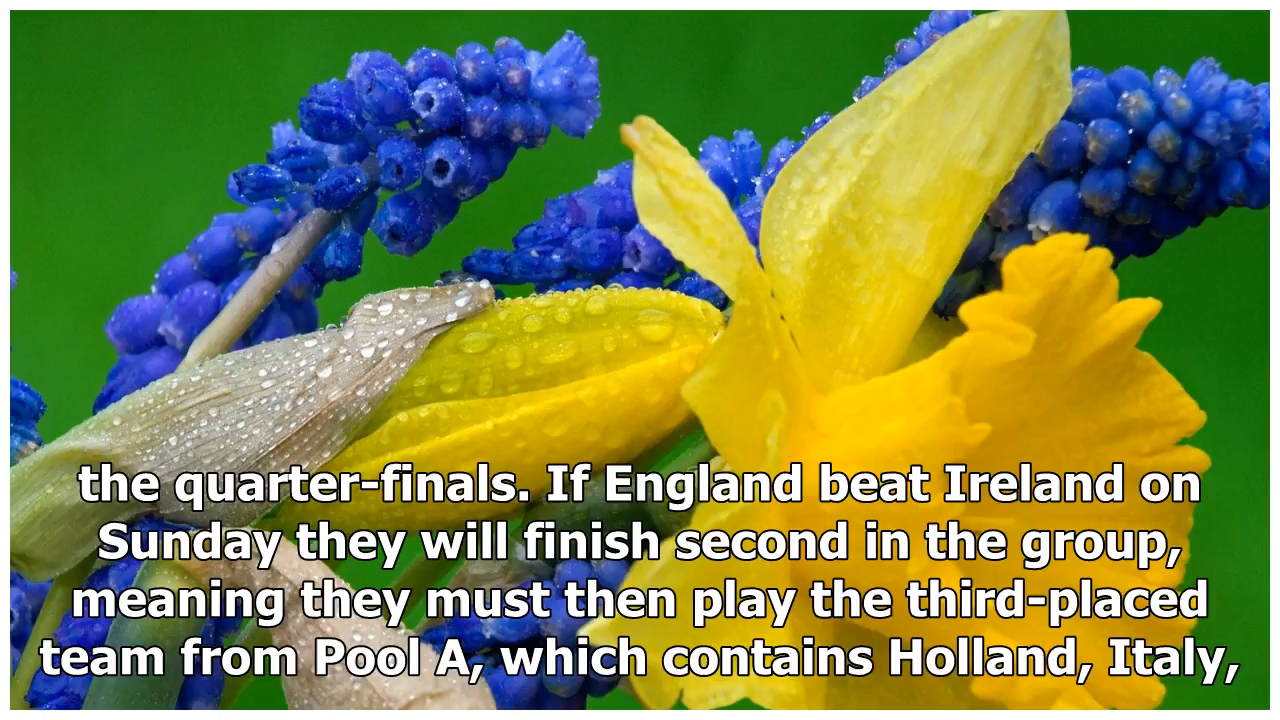 the quarter-finals. If England beat Ireland on
Sunday they will finish second in the group,
meaning they must then play the third-placed
team from Pool A, which contains Holland, Italy,